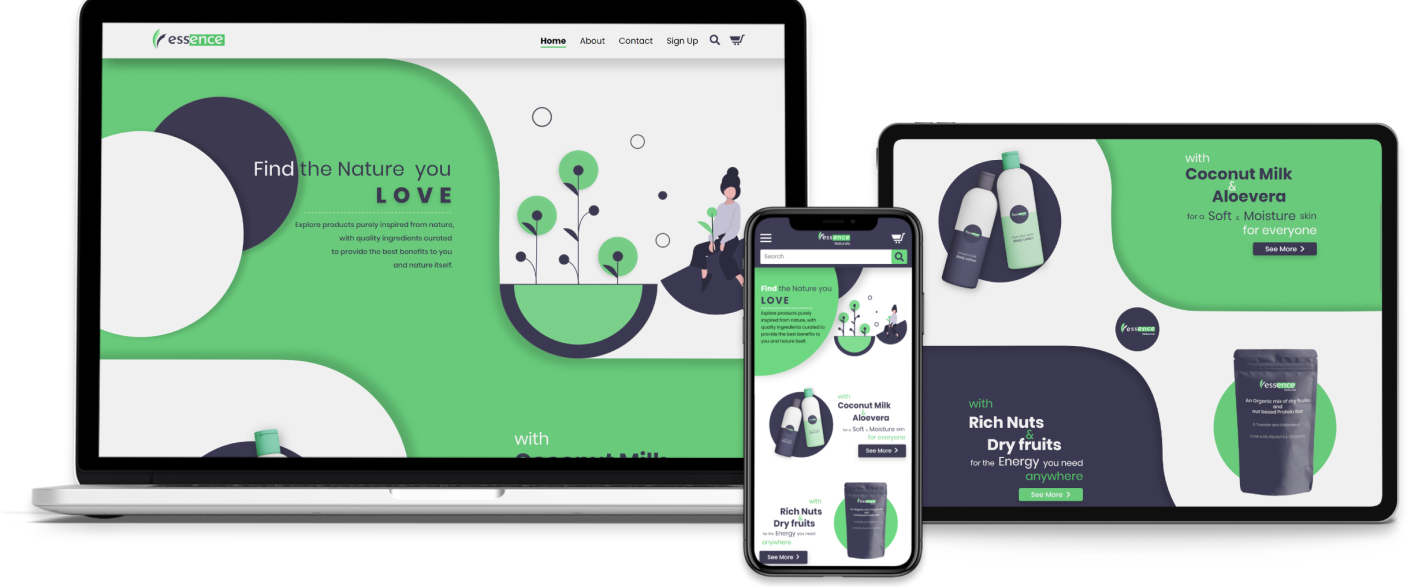 essence
Home About Contact Sign Up
Find the Nature you
LOVE
Explore products purely inspired from nature,
with quality ingredients curated
to provide the best benefits to you
and nature itself.
with
Coconut Milk
essence
Naturals
Search
Find the Nature you
LOVE
Explore products purely
inspired from nature, with
quality ingredients curated to
provide the best benefits to
you and nature itself.
with
Coconut Milk
&
Aloevera
for a Soft & Moisture skin
for everyone
See More >
with
Rich Nuts
&
Dry fruits
for the Energy you need
anywhere
See More >
essence
with
Coconut Milk
&
Aloevera
for a Soft & Moisture skin
for everyone
See More >
Body Lotion
Body Lotion
essence
Naturals
with
Rich Nuts
&
Dry fruits
for the Energy you need
anywhere
See More >
essence
An Organic mix of dry fruits
and
nut based Protein Bar